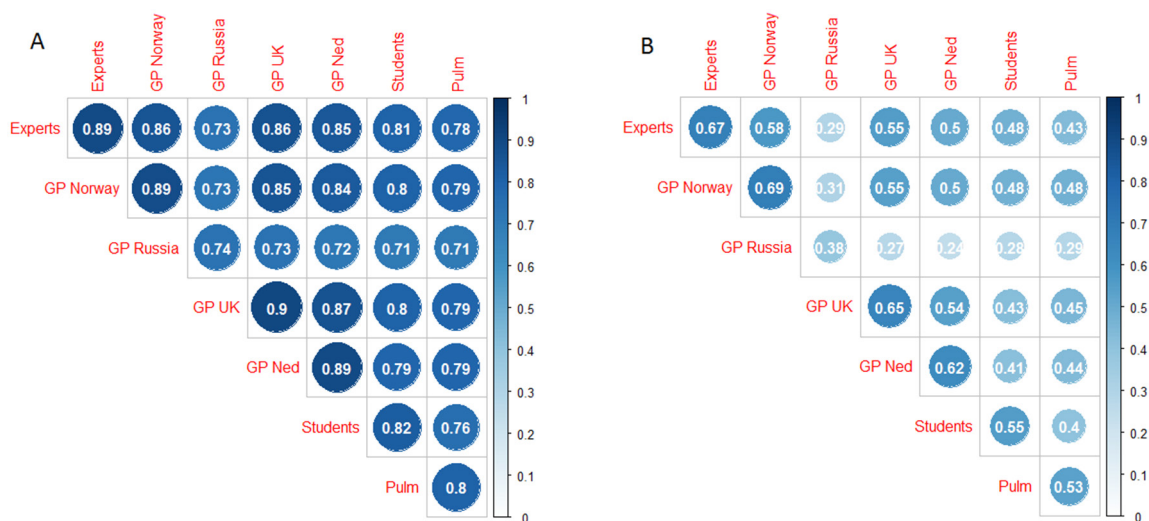 A
Experts
GP Norway
GP Russia
GP UK
GP Ned
Students
Pulm
Experts 0.89 0.86 0.73 0.86 0.85 0.81 0.78
GP Norway 0.89 0.73 0.85 0.84 0.8 0.79
GP Russia 0.74 0.73 0.72 0.71 0.71
GP UK 0.9 0.87 0.8 0.79
GP Ned 0.89 0.79 0.79
Students 0.82 0.76
Pulm 0.8
1
0.9
0.8
0.7
0.6
0.5
0.4
0.3
0.2
0.1
0
B
Experts
GP Norway
GP Russia
GP UK
GP Ned
Students
Pulm
Experts 0.67 0.58 0.29 0.55 0.5 0.48 0.43
GP Norway 0.69 0.31 0.55 0.5 0.48 0.48
GP Russia 0.38 0.27 0.24 0.28 0.29
GP UK 0.65 0.54 0.43 0.45
GP Ned 0.62 0.41 0.44
Students 0.55 0.4
Pulm 0.53
1
0.9
0.8
0.7
0.6
0.5
0.4
0.3
0.2
0.1
0